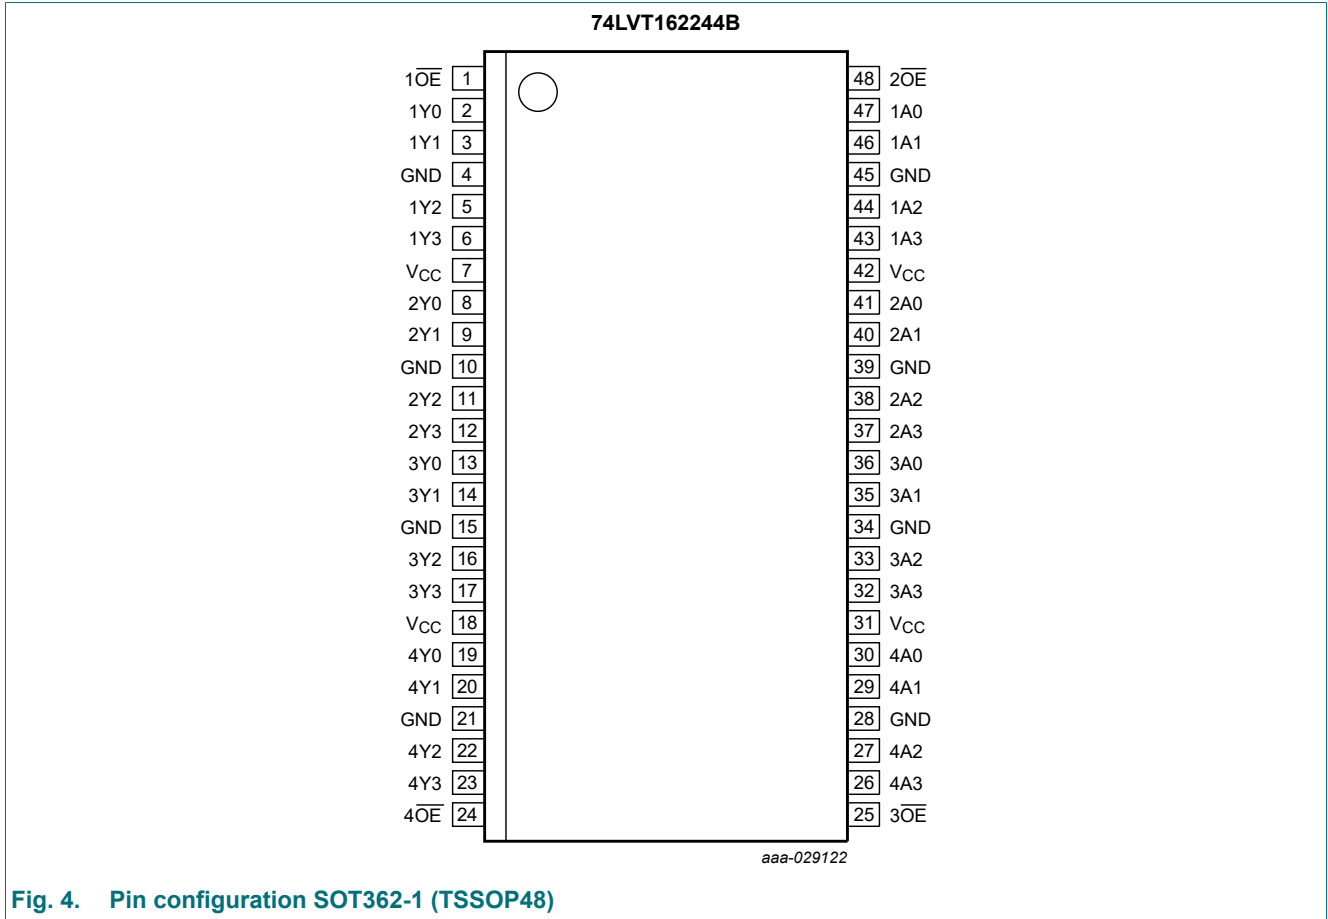 74LVT162244B
1O̅E̅ 1 48 2O̅E̅
1Y0 2 47 1A0
1Y1 3 46 1A1
GND 4 45 GND
1Y2 5 44 1A2
1Y3 6 43 1A3
VCC 7 42 VCC
2Y0 8 41 2A0
2Y1 9 40 2A1
GND 10 39 GND
2Y2 11 38 2A2
2Y3 12 37 2A3
3Y0 13 36 3A0
3Y1 14 35 3A1
GND 15 34 GND
3Y2 16 33 3A2
3Y3 17 32 3A3
VCC 18 31 VCC
4Y0 19 30 4A0
4Y1 20 29 4A1
GND 21 28 GND
4Y2 22 27 4A2
4Y3 23 26 4A3
4O̅E̅ 24 25 3O̅E̅
aaa-029122
Fig. 4. Pin configuration SOT362-1 (TSSOP48)